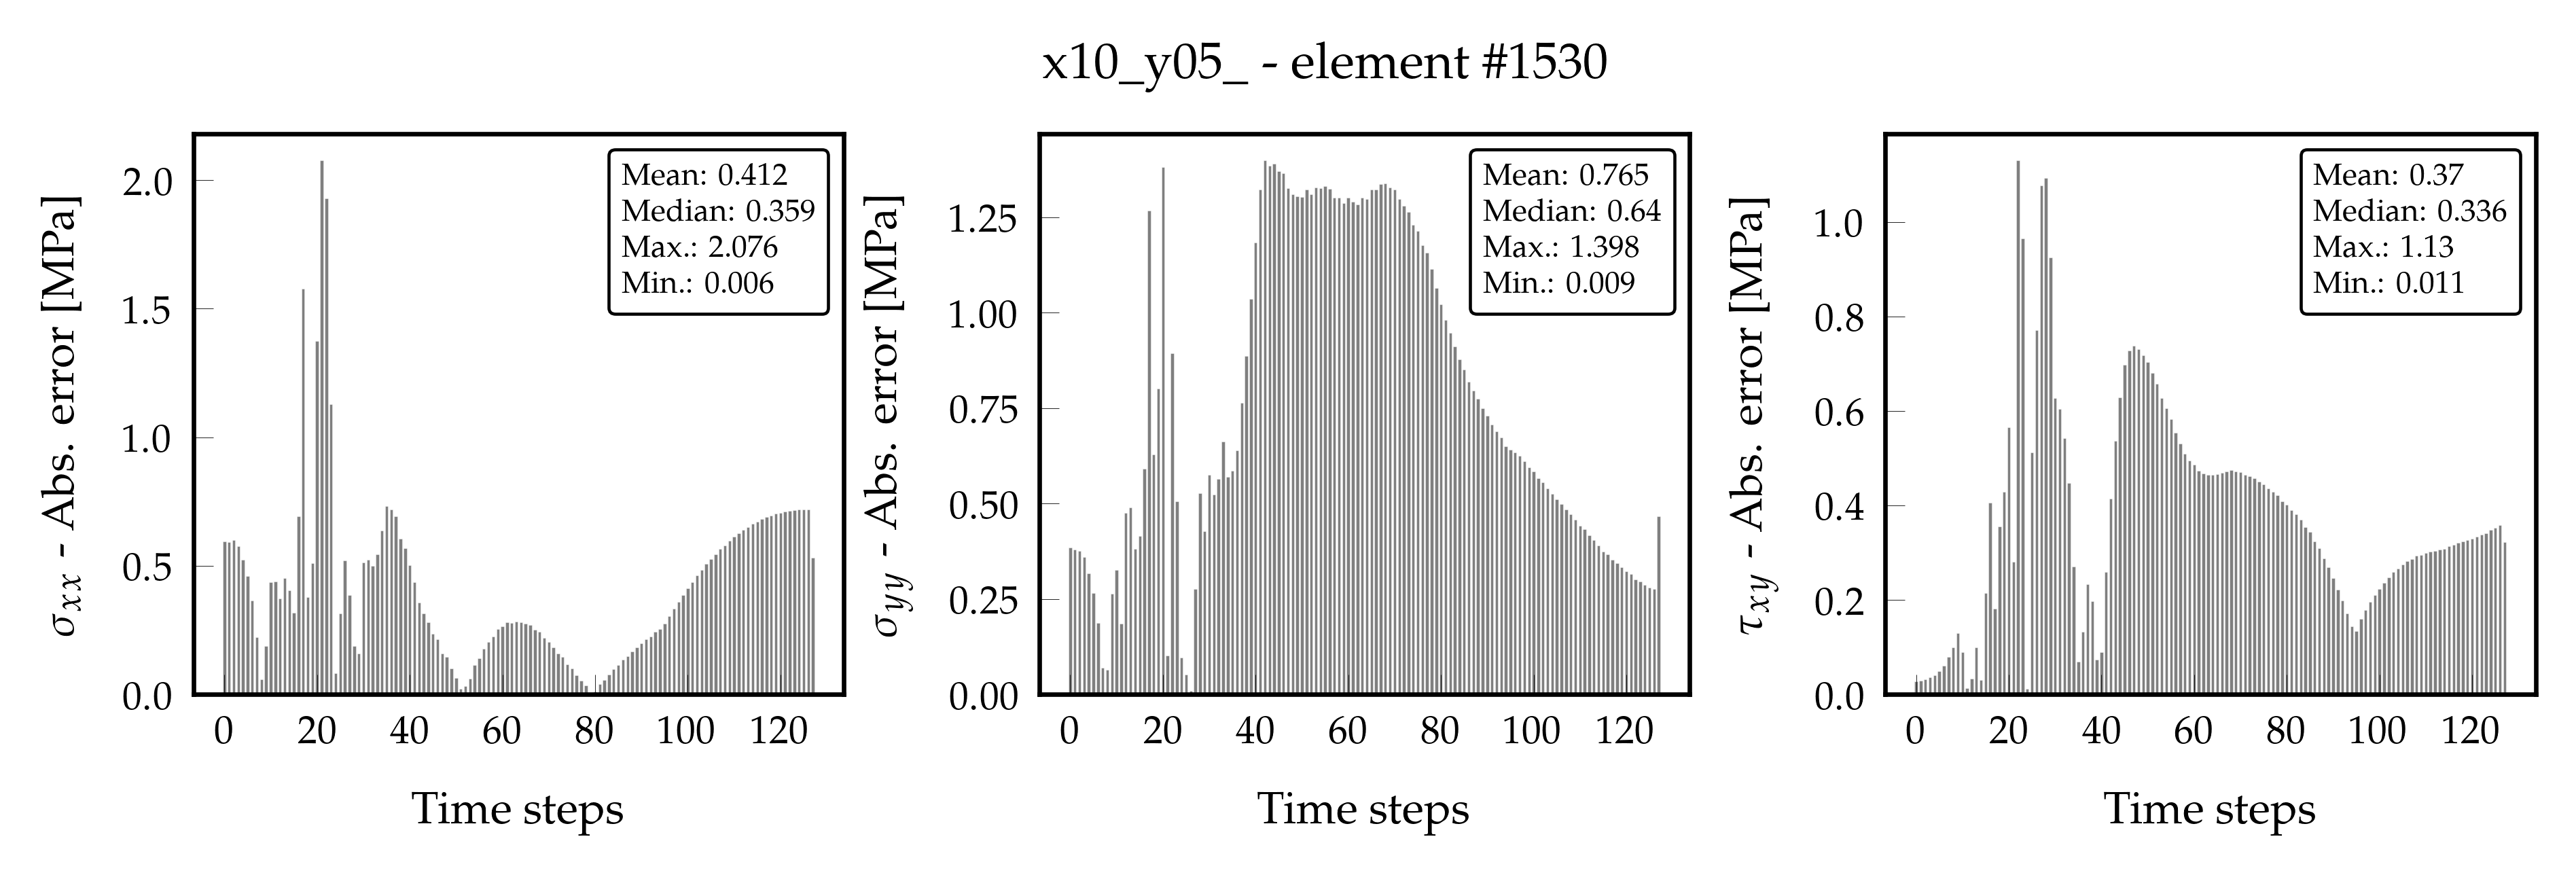 x10_y05_ - element #1530
σxx - Abs. error [MPa]
2.0
1.5
1.0
0.5
0.0
0 20 40 60 80 100 120
Time steps
Mean: 0.412
Median: 0.359
Max.: 2.076
Min.: 0.006
σyy - Abs. error [MPa]
1.25
1.00
0.75
0.50
0.25
0.00
0 20 40 60 80 100 120
Time steps
Mean: 0.765
Median: 0.64
Max.: 1.398
Min.: 0.009
τxy - Abs. error [MPa]
1.0
0.8
0.6
0.4
0.2
0.0
0 20 40 60 80 100 120
Time steps
Mean: 0.37
Median: 0.336
Max.: 1.13
Min.: 0.011